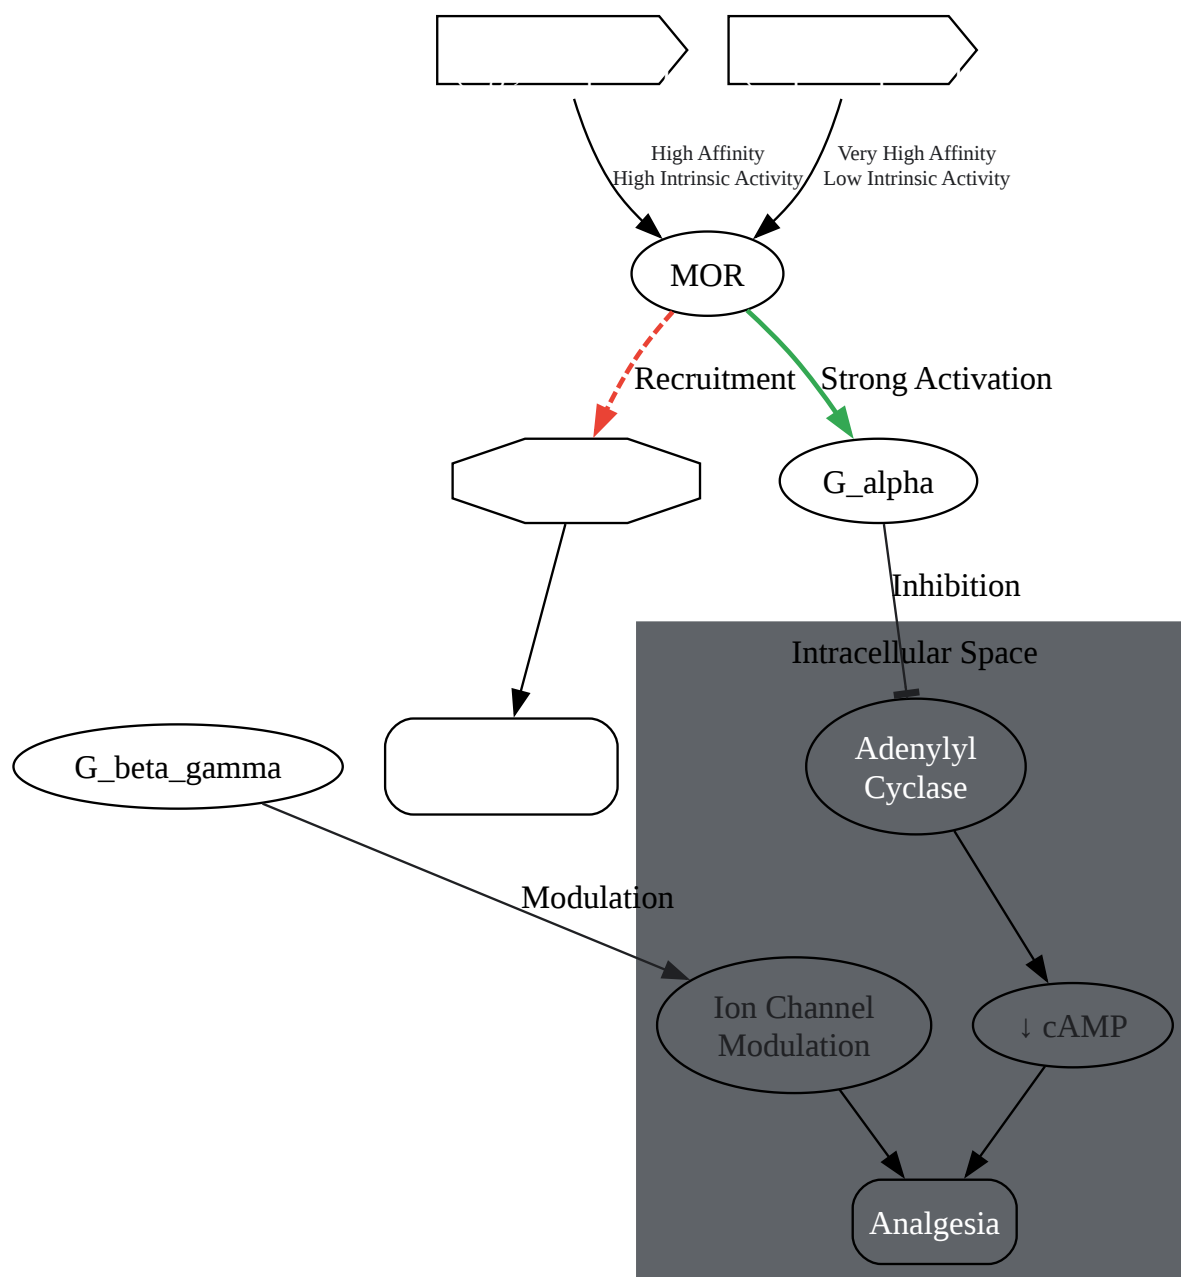 High Affinity
High Intrinsic Activity
Very High Affinity
Low Intrinsic Activity
MOR
Recruitment
Strong Activation
G_alpha
Inhibition
Intracellular Space
Adenylyl
Cyclase
G_beta_gamma
Modulation
Ion Channel
Modulation
↓ cAMP
Analgesia